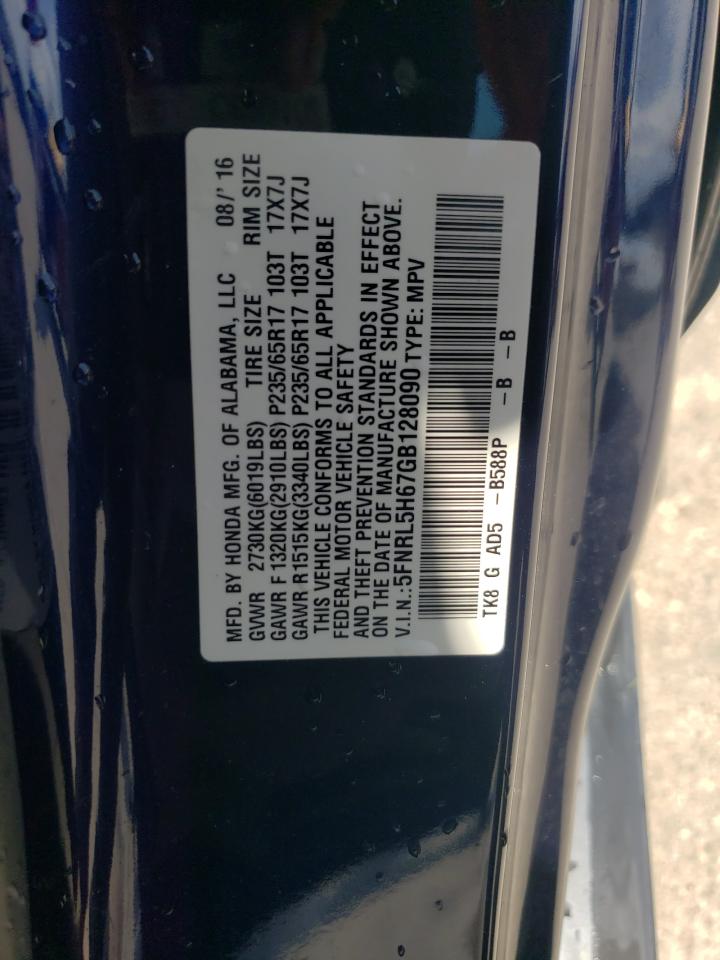 MFD. BY HONDA MFG. OF ALABAMA, LLC 08/' 16
GVWR 2730KG(6019LBS) TIRE SIZE RIM SIZE
GAWR F 1320KG(2910LBS) P235/65R17 103T 17X7J
GAWR R1515KG(3340LBS) P235/65R17 103T 17X7J
THIS VEHICLE CONFORMS TO ALL APPLICABLE
FEDERAL MOTOR VEHICLE SAFETY
AND THEFT PREVENTION STANDARDS IN EFFECT
ON THE DATE OF MANUFACTURE SHOWN ABOVE.
V.I.N.:5FNRL5H67GB128090 TYPE: MPV
TK8 G AD5 -B588P -B -B